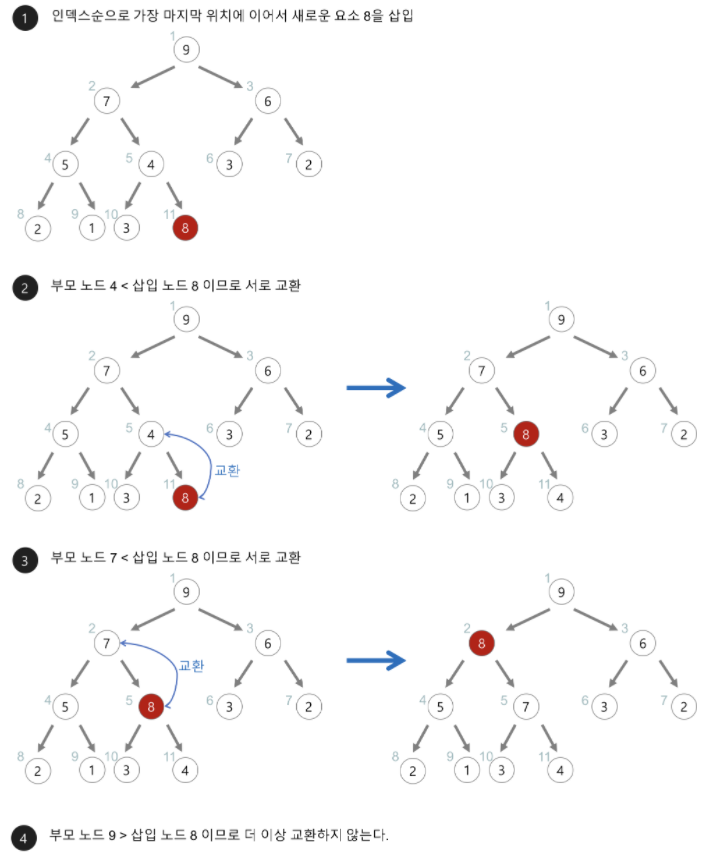 1 인덱스순으로 가장 마지막 위치에 이어서 새로운 요소 8을 삽입
1
9
2 3
7 6
4 5 6 7
5 4 3 2
8 9 10 11
2 1 3 8
2 부모 노드 4 < 삽입 노드 8 이므로 서로 교환
1 1
9 9
2 3 2 3
7 6 7 6
4 5 6 7 4 5 6 7
5 4 3 2 5 8 3 2
교환
8 9 10 11 8 9 10 11
2 1 3 8 2 1 3 4
3 부모 노드 7 < 삽입 노드 8 이므로 서로 교환
1 1
9 9
2 3 2 3
7 6 8 6
교환
4 5 6 7 4 5 6 7
5 8 3 2 5 7 3 2
8 9 10 11 8 9 10 11
2 1 3 4 2 1 3 4
4 부모 노드 9 > 삽입 노드 8 이므로 더 이상 교환하지 않는다.